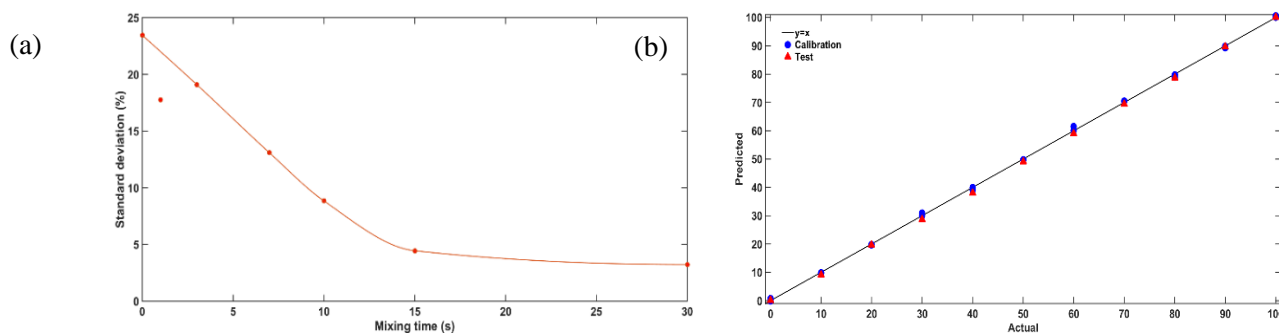 (a)
25
20
15
10
5
0
Standard deviation (%)
0 5 10 15 20 25 30
Mixing time (s)
(b)
100
90
80
70
60
50
40
30
20
10
0
Predicted
y=x
Calibration
Test
0 10 20 30 40 50 60 70 80 90 100
Actual